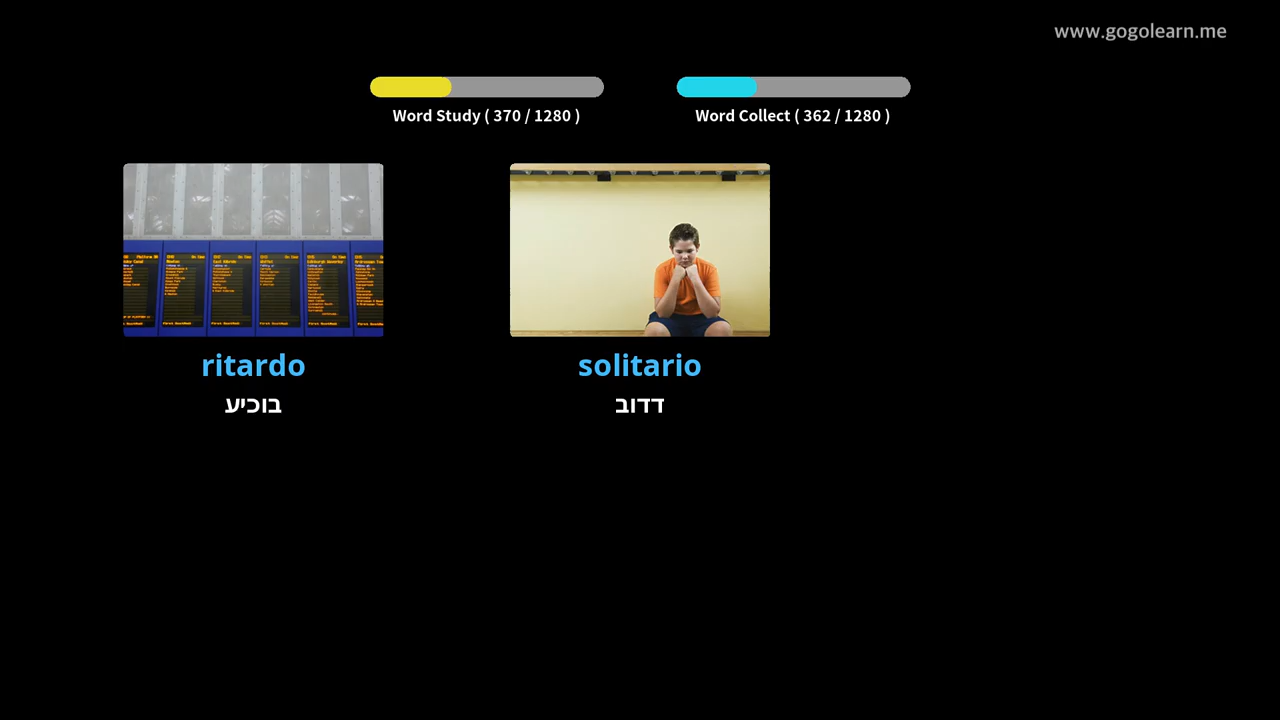 www.gogolearn.me
Word Study ( 370 / 1280 )
Word Collect ( 362 / 1280 )
ritardo
בוכיע
solitario
דדוב